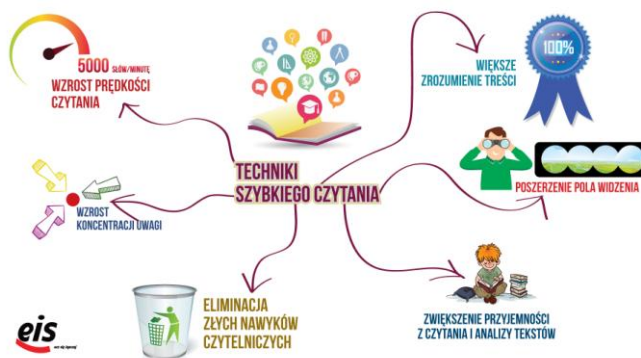 5000 SŁÓW/MINUTĘ
WZROST PRĘDKOŚCI
CZYTANIA
100%
WIĘKSZE
ZROZUMIENIE TREŚCI
TECHNIKI
SZYBKIEGO CZYTANIA
POSZERZENIE POLA WIDZENIA
WZROST
KONCENTRACJI UWAGI
ELIMINACJA
ZŁYCH NAWYKÓW
CZYTELNICZYCH
ZWIĘKSZENIE PRZYJEMNOŚCI
Z CZYTANIA I ANALIZY TEKSTÓW
eis